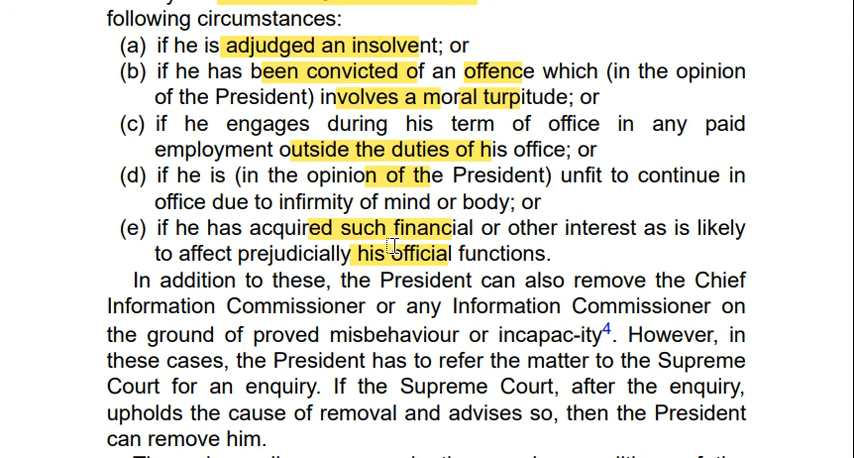 following circumstances:
(a) if he is adjudged an insolvent; or
(b) if he has been convicted of an offence which (in the opinion
of the President) involves a moral turpitude; or
(c) if he engages during his term of office in any paid
employment outside the duties of his office; or
(d) if he is (in the opinion of the President) unfit to continue in
office due to infirmity of mind or body; or
(e) if he has acquired such financial or other interest as is likely
to affect prejudicially his official functions.
In addition to these, the President can also remove the Chief
Information Commissioner or any Information Commissioner on
the ground of proved misbehaviour or incapac-ity4. However, in
these cases, the President has to refer the matter to the Supreme
Court for an enquiry. If the Supreme Court, after the enquiry,
upholds the cause of removal and advises so, then the President
can remove him.